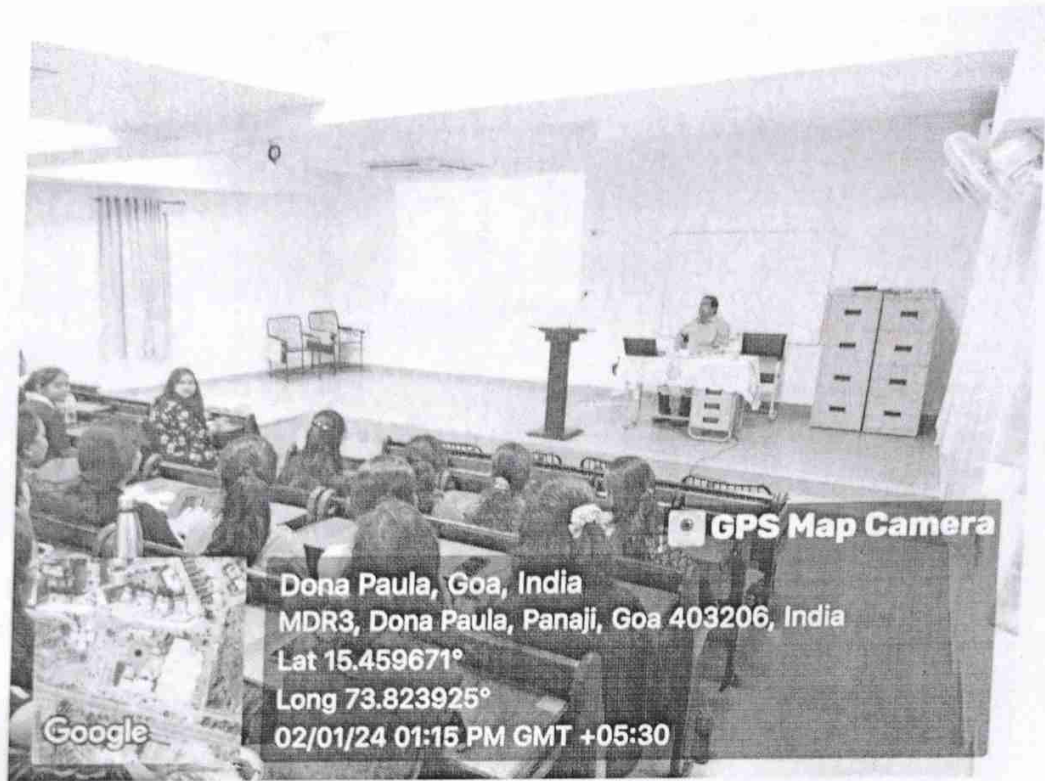 GPS Map Camera
Dona Paula, Goa, India
MDR3, Dona Paula, Panaji, Goa 403206, India
Lat 15.459671°
Long 73.823925°
02/01/24 01:15 PM GMT +05:30
Google